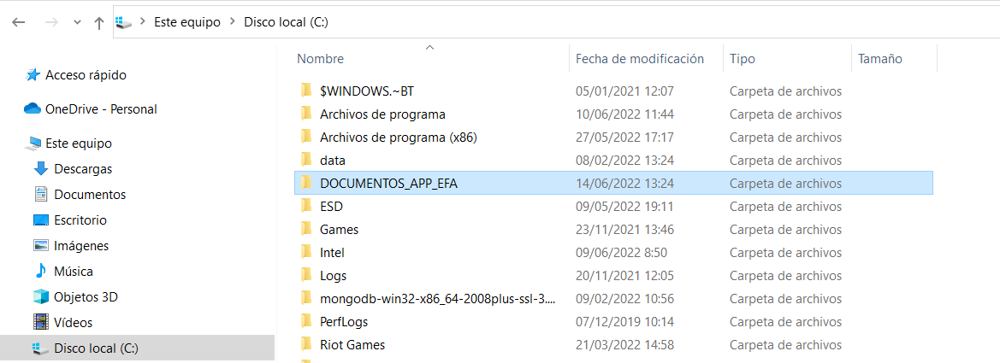 Este equipo > Disco local (C:)
Nombre Fecha de modificación Tipo Tamaño
Acceso rápido
OneDrive - Personal
Este equipo
Descargas
Documentos
Escritorio
Imágenes
Música
Objetos 3D
Vídeos
Disco local (C:)
$WINDOWS.~BT 05/01/2021 12:07 Carpeta de archivos
Archivos de programa 10/06/2022 11:44 Carpeta de archivos
Archivos de programa (x86) 27/05/2022 17:17 Carpeta de archivos
data 08/02/2022 13:24 Carpeta de archivos
DOCUMENTOS_APP_EFA 14/06/2022 13:24 Carpeta de archivos
ESD 09/05/2022 19:11 Carpeta de archivos
Games 23/11/2021 13:46 Carpeta de archivos
Intel 09/06/2022 8:50 Carpeta de archivos
Logs 20/11/2021 12:05 Carpeta de archivos
mongodb-win32-x86_64-2008plus-ssl-3.... 09/02/2022 10:56 Carpeta de archivos
PerfLogs 07/12/2019 10:14 Carpeta de archivos
Riot Games 21/03/2022 14:58 Carpeta de archivos